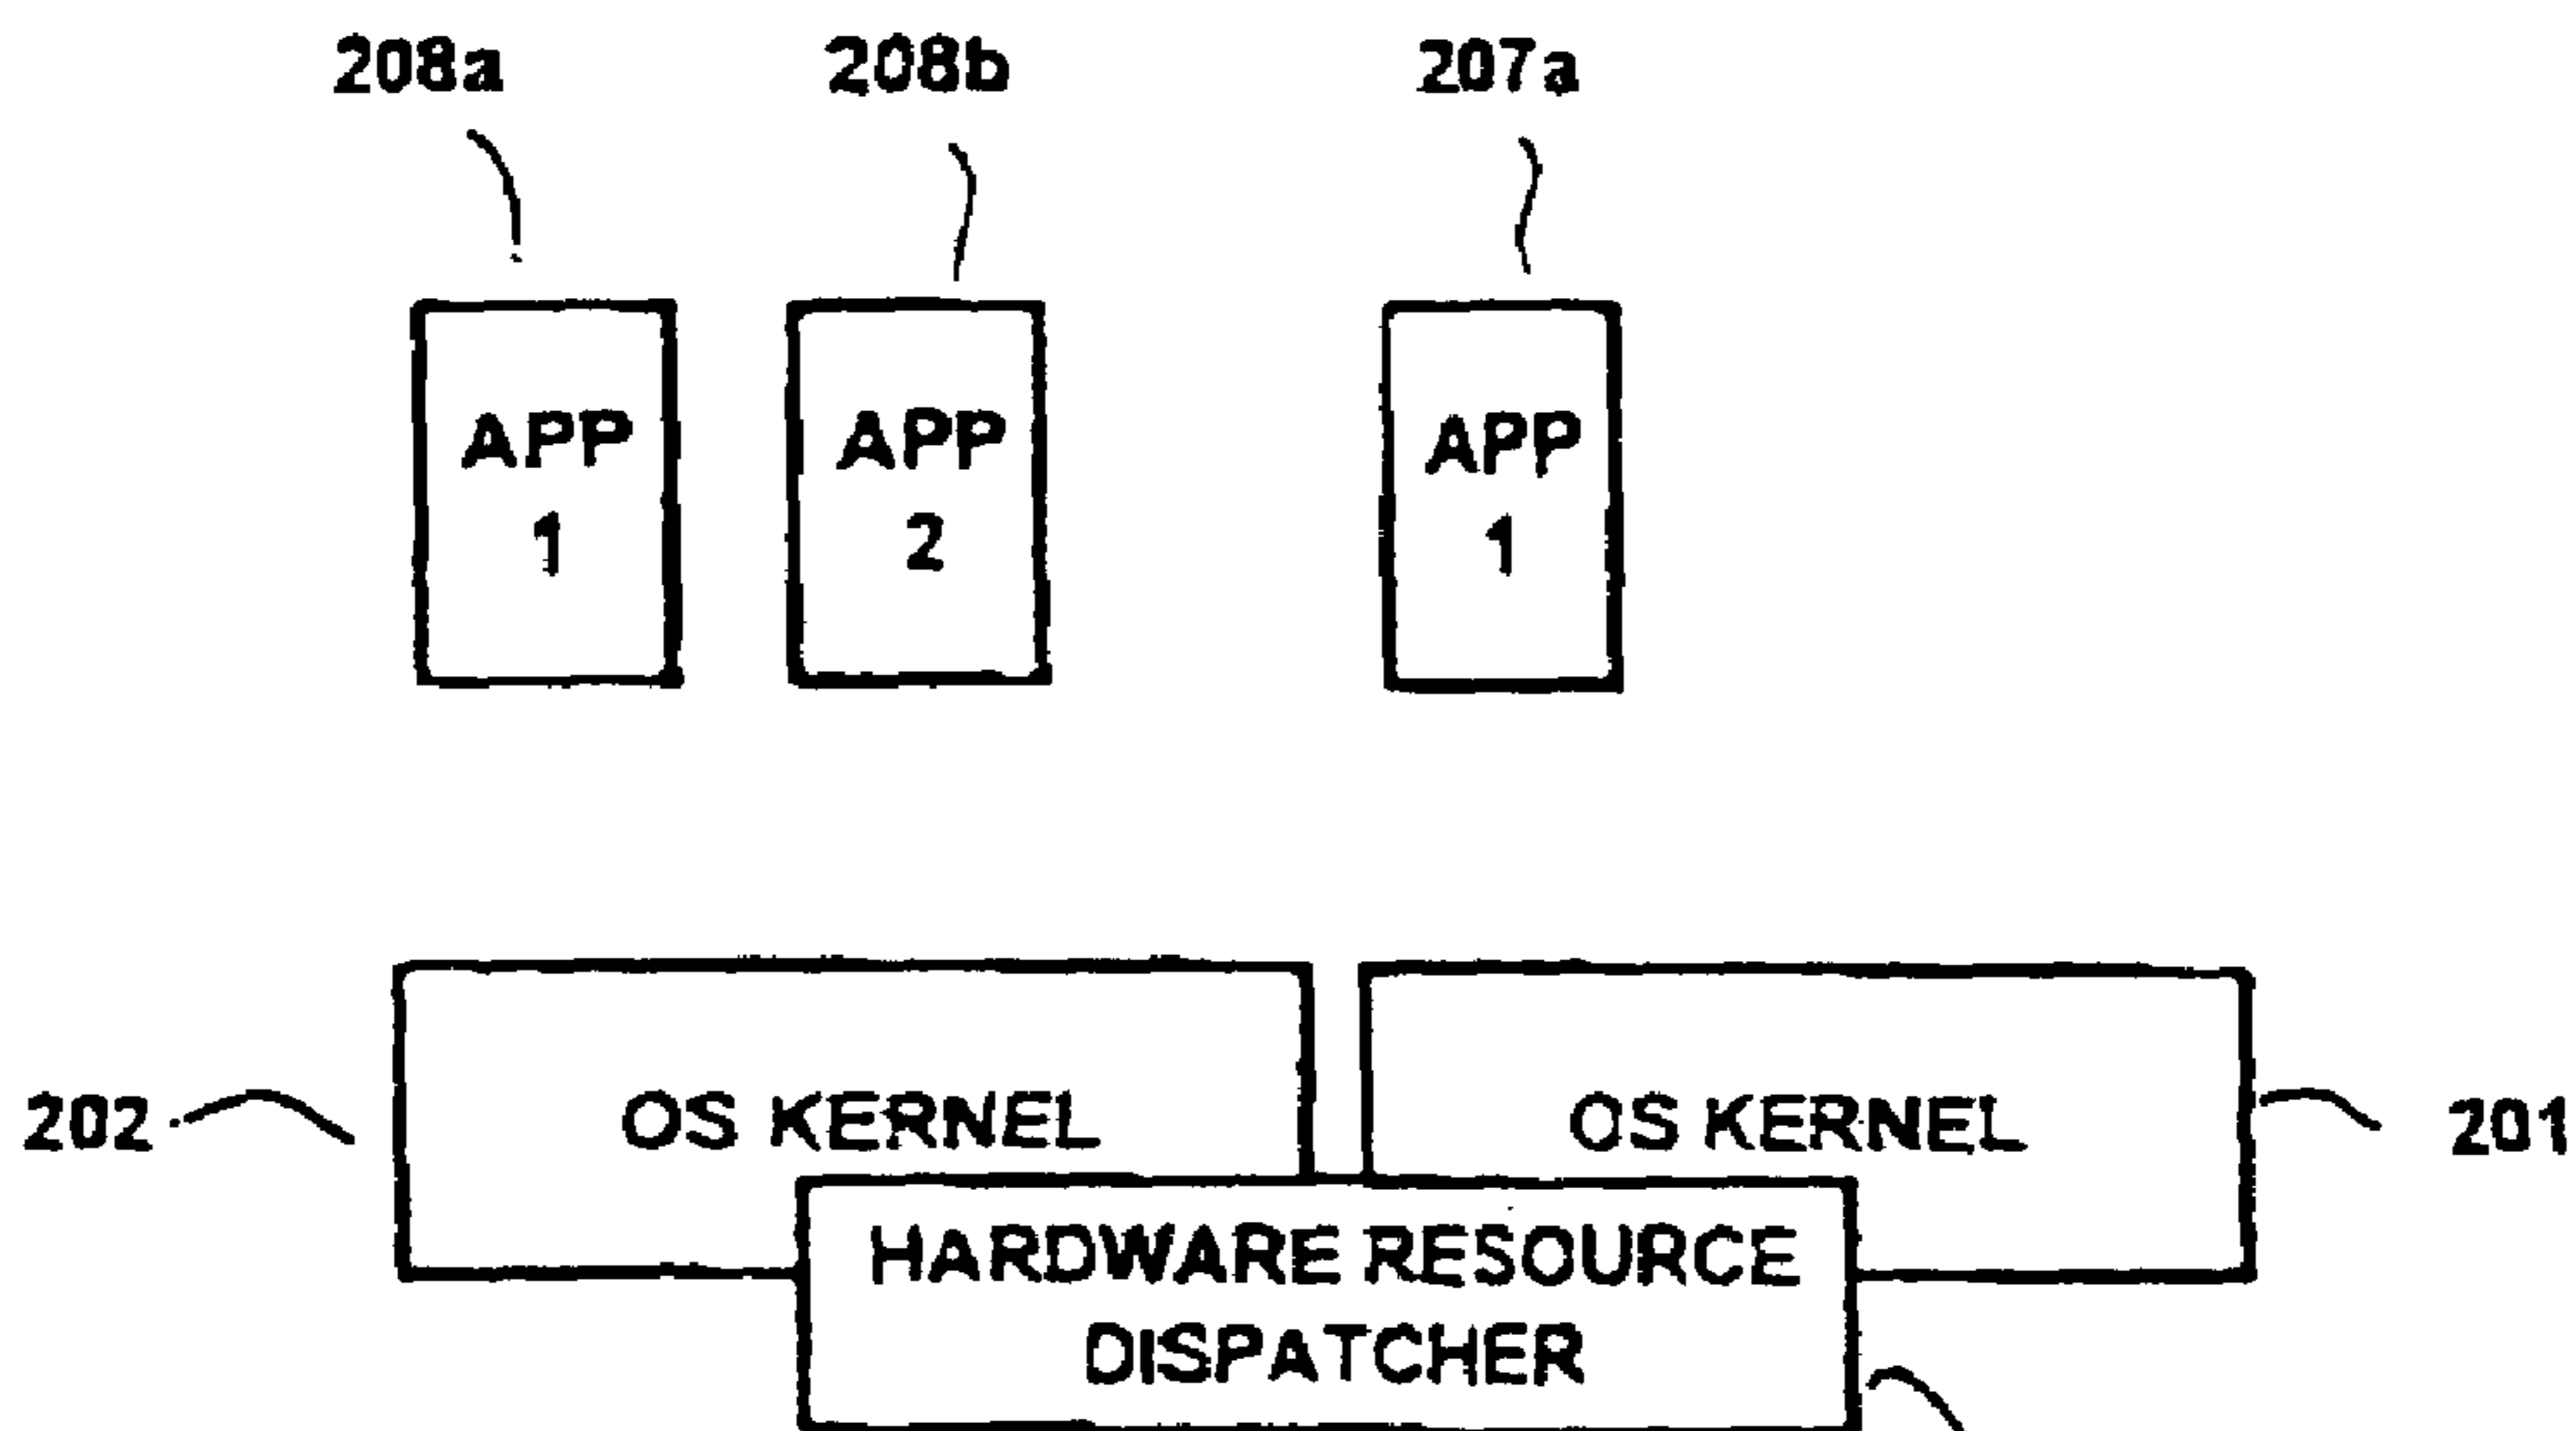 208a 208b 207a
APP APP APP
1 2 1
202 OS KERNEL OS KERNEL 201
HARDWARE RESOURCE
DISPATCHER